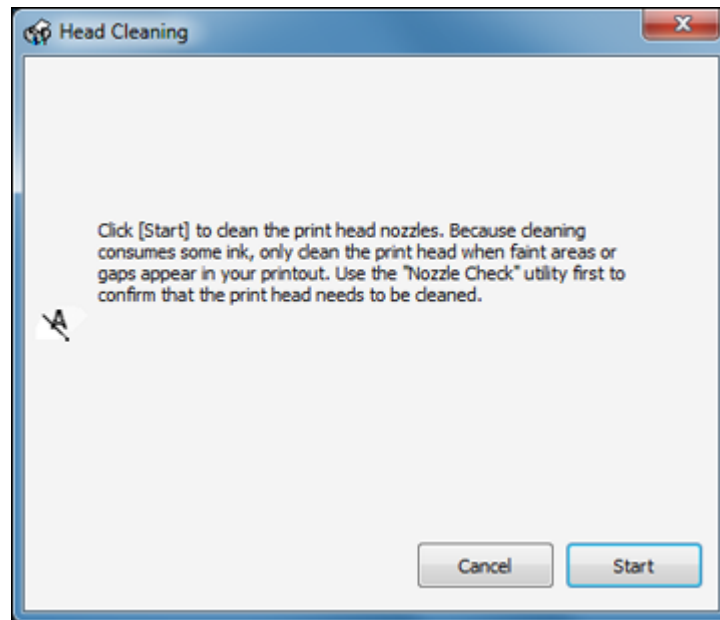 Head Cleaning
Click [Start] to clean the print head nozzles. Because cleaning
consumes some ink, only clean the print head when faint areas or
gaps appear in your printout. Use the "Nozzle Check" utility first to
confirm that the print head needs to be cleaned.
A
Cancel
Start